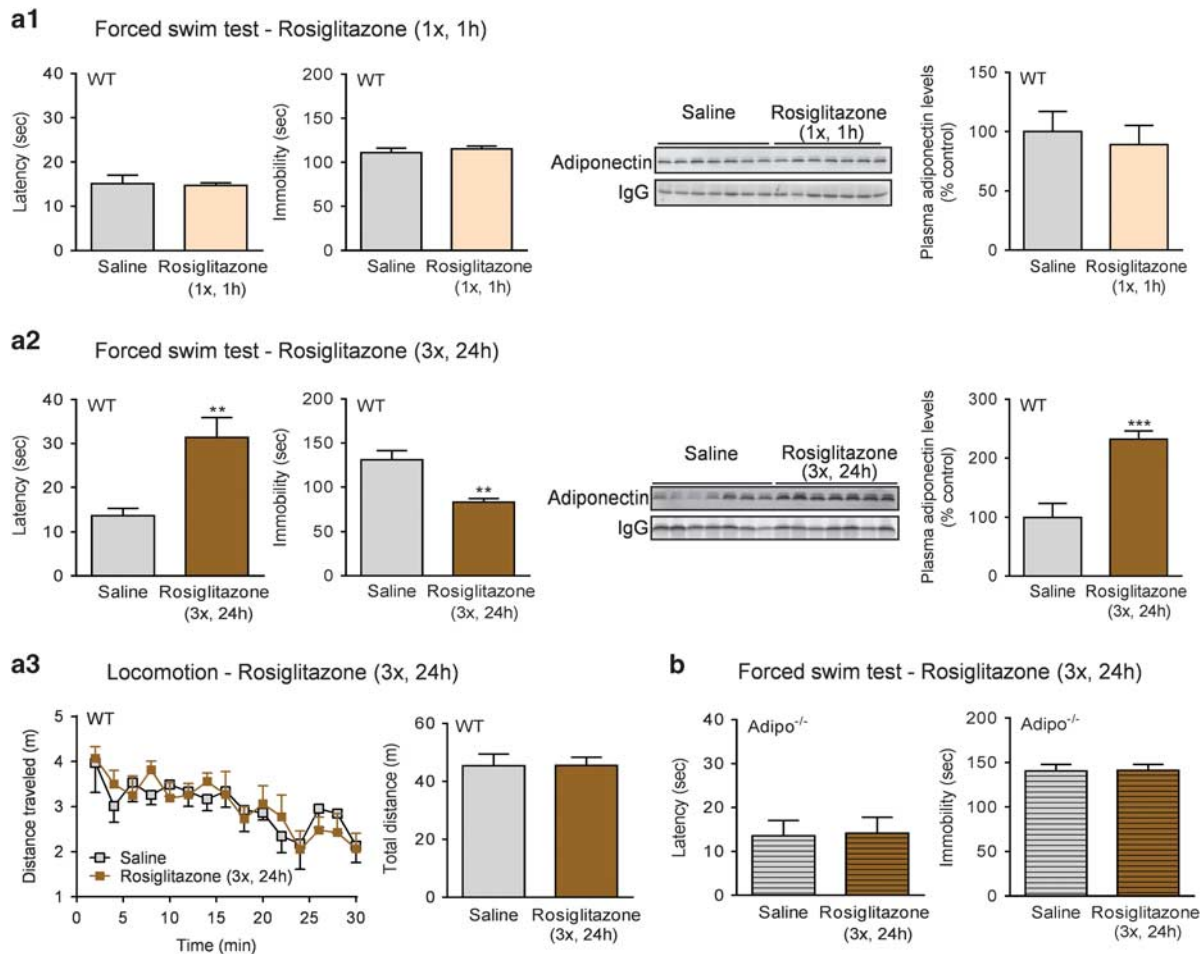 a1
Forced swim test - Rosiglitazone (1x, 1h)
WT
Latency (sec)
40
30
20
10
0
Saline
Rosiglitazone
(1x, 1h)
WT
Immobility (sec)
200
150
100
50
0
Saline
Rosiglitazone
(1x, 1h)
Saline
Rosiglitazone
(1x, 1h)
Adiponectin
IgG
WT
Plasma adiponectin levels
(% control)
150
100
50
0
Saline
Rosiglitazone
(1x, 1h)
a2
Forced swim test - Rosiglitazone (3x, 24h)
WT
Latency (sec)
40
30
20
10
0
**
Saline
Rosiglitazone
(3x, 24h)
WT
Immobility (sec)
200
150
100
50
0
**
Saline
Rosiglitazone
(3x, 24h)
Saline
Rosiglitazone
(3x, 24h)
Adiponectin
IgG
WT
Plasma adiponectin levels
(% control)
300
200
100
0
***
Saline
Rosiglitazone
(3x, 24h)
a3
Locomotion - Rosiglitazone (3x, 24h)
WT
Distance traveled (m)
5
4
3
2
1
Saline
Rosiglitazone (3x, 24h)
0 5 10 15 20 25 30
Time (min)
WT
Total distance (m)
60
40
20
0
Saline
Rosiglitazone
(3x, 24h)
b
Forced swim test - Rosiglitazone (3x, 24h)
Adipo-/-
Latency (sec)
40
30
20
10
0
Saline
Rosiglitazone
(3x, 24h)
Adipo-/-
Immobility (sec)
200
150
100
50
0
Saline
Rosiglitazone
(3x, 24h)